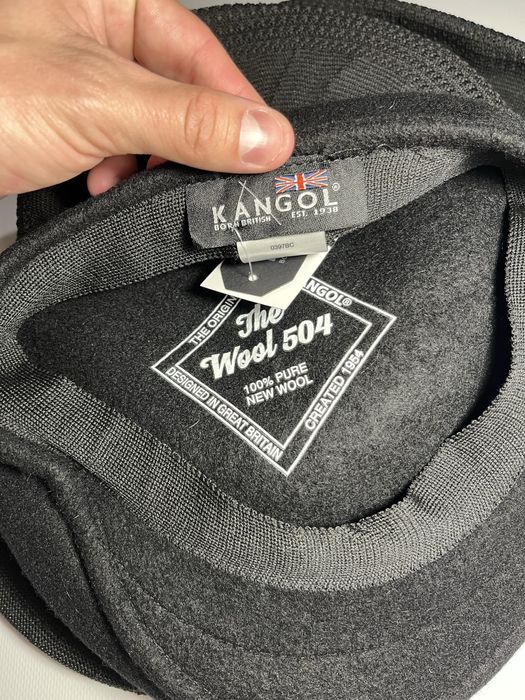 KANGOL®
BORN BRITISH EST. 1938
0397BC
THE ORIGINAL KANGOL®
The
Wool 504
100% PURE
NEW WOOL
DESIGNED IN GREAT BRITAIN
CREATED 1954